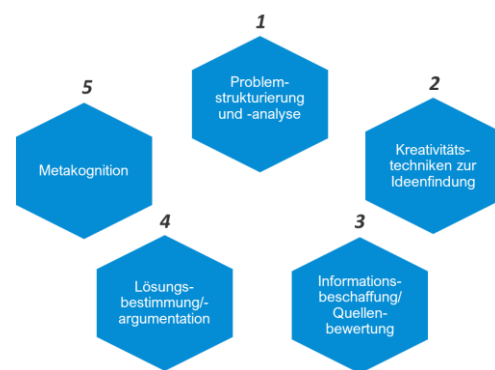 1
Problem-
strukturierung
und -analyse
2
Kreativitäts-
techniken zur
Ideenfindung
3
Informations-
beschaffung/
Quellen-
bewertung
4
Lösungs-
bestimmung/-
argumentation
5
Metakognition